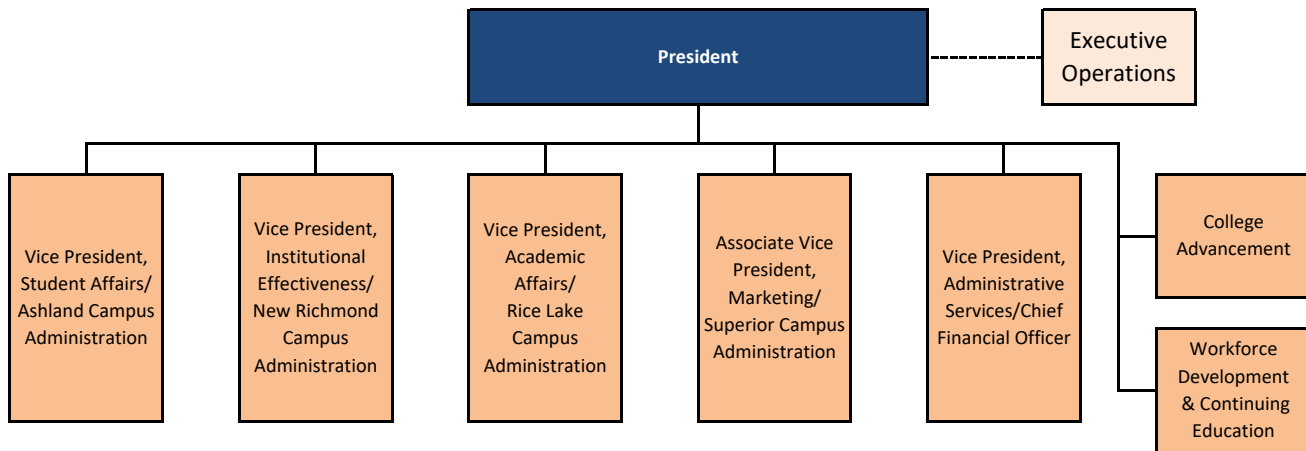 President
Executive
Operations
Vice President,
Student Affairs/
Ashland Campus
Administration
Vice President,
Institutional
Effectiveness/
New Richmond
Campus
Administration
Vice President,
Academic
Affairs/
Rice Lake
Campus
Administration
Associate Vice
President,
Marketing/
Superior Campus
Administration
Vice President,
Administrative
Services/Chief
Financial Officer
College
Advancement
Workforce
Development
& Continuing
Education